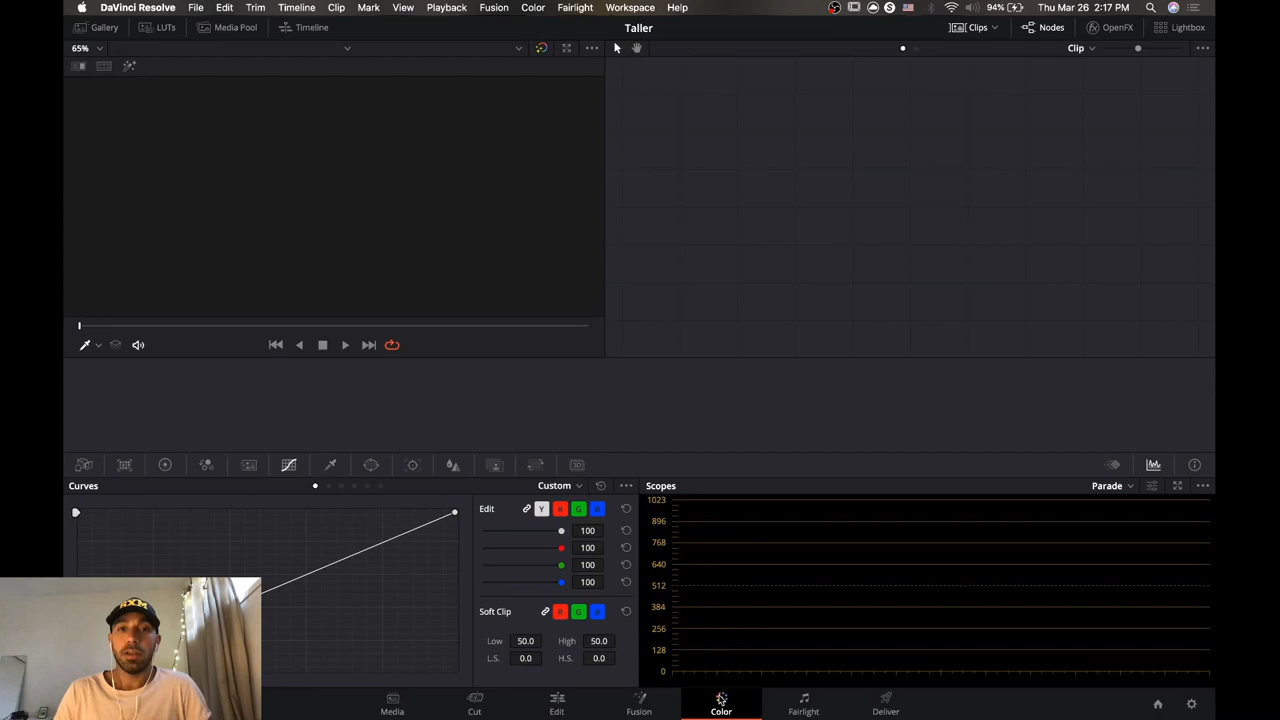 DaVinci Resolve File Edit Trim Timeline Clip Mark View Playback Fusion Color Fairlight Workspace Help 94% Thu Mar 26 2:17 PM
Gallery LUTs Media Pool Timeline Taller Clips Nodes OpenFX Lightbox
65% Clip
Curves Custom Scopes Parade
1023
Edit Y R G B
896
100
768
100
640
100
512
100
384
Soft Clip R G B
256
Low 50.0 High 50.0
128
L.S. 0.0 H.S. 0.0
0
Media Cut Edit Fusion Color Fairlight Deliver